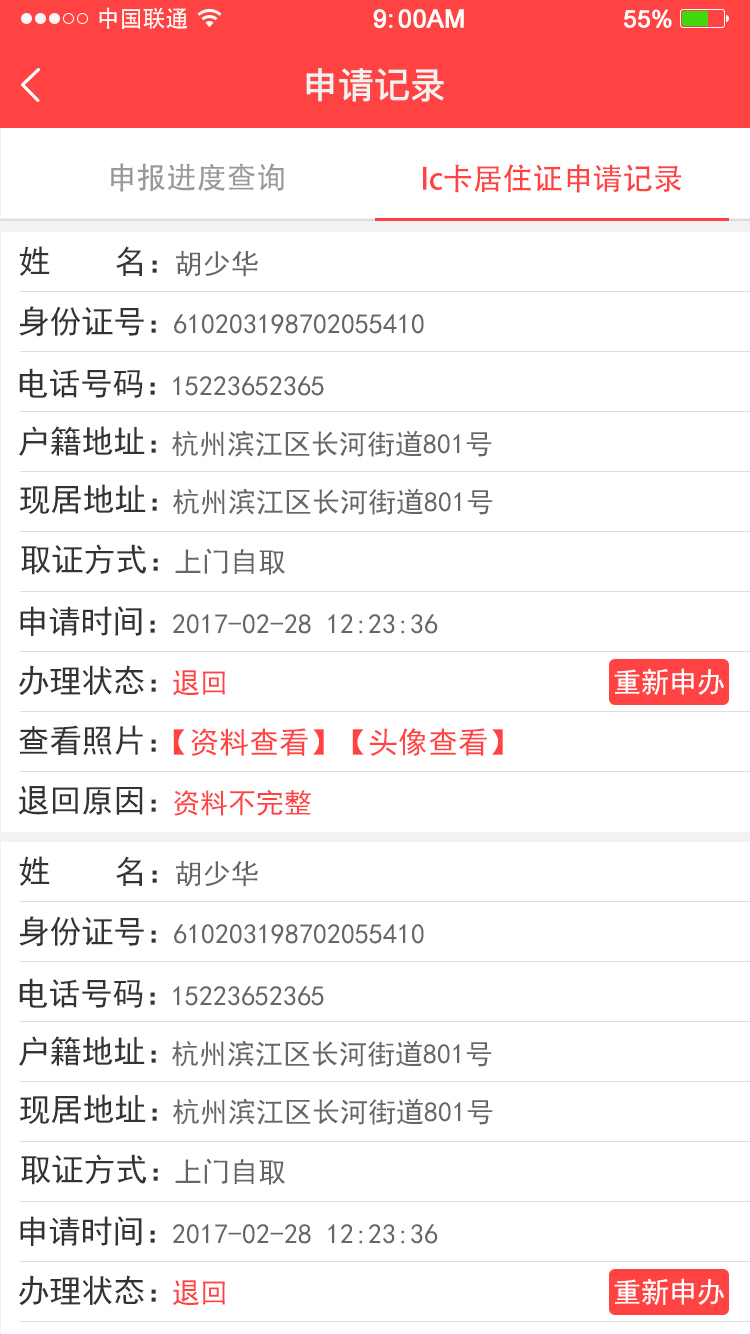 中国联通 9:00AM 55%
申请记录
申报进度查询 Ic卡居住证申请记录
姓 名：胡少华
身份证号：610203198702055410
电话号码：15223652365
户籍地址：杭州滨江区长河街道801号
现居地址：杭州滨江区长河街道801号
取证方式：上门自取
申请时间：2017-02-28 12:23:36
办理状态：退回 重新申办
查看照片：【资料查看】【头像查看】
退回原因：资料不完整
姓 名：胡少华
身份证号：610203198702055410
电话号码：15223652365
户籍地址：杭州滨江区长河街道801号
现居地址：杭州滨江区长河街道801号
取证方式：上门自取
申请时间：2017-02-28 12:23:36
办理状态：退回 重新申办